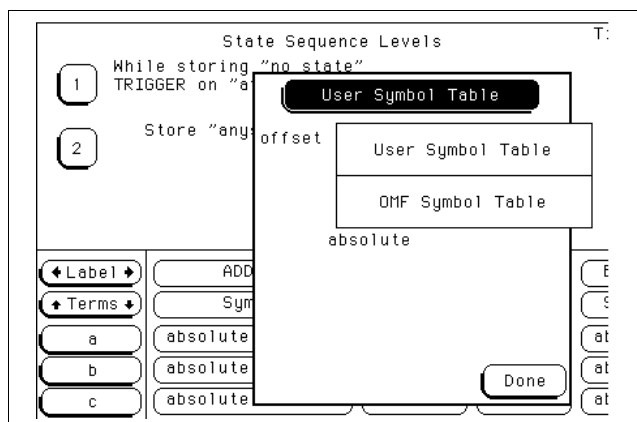 State Sequence Levels
1
While storing "no state"
TRIGGER on "a
2
Store "any
User Symbol Table
offset
User Symbol Table
OMF Symbol Table
absolute
Label
ADD
Terms
Sym
a
absolute
b
absolute
c
absolute
Done